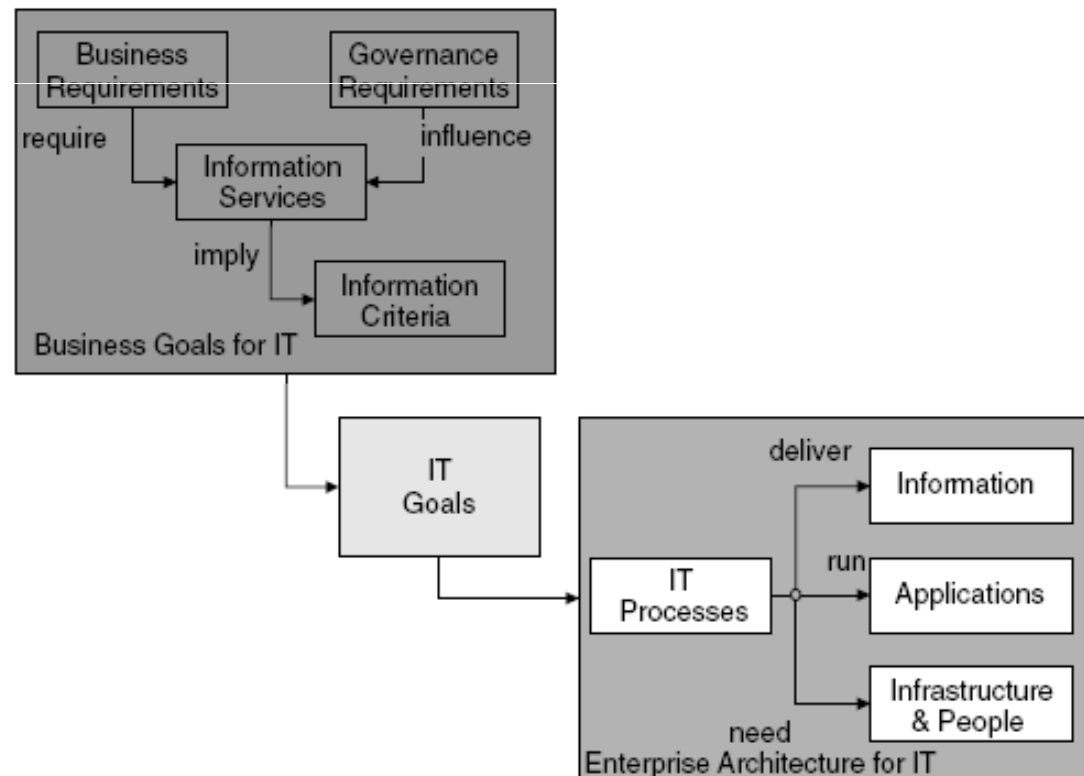 Business
Requirements
Governance
Requirements
require
influence
Information
Services
imply
Information
Criteria
Business Goals for IT
IT
Goals
deliver
Information
run
IT
Processes
Applications
Infrastructure
& People
need
Enterprise Architecture for IT